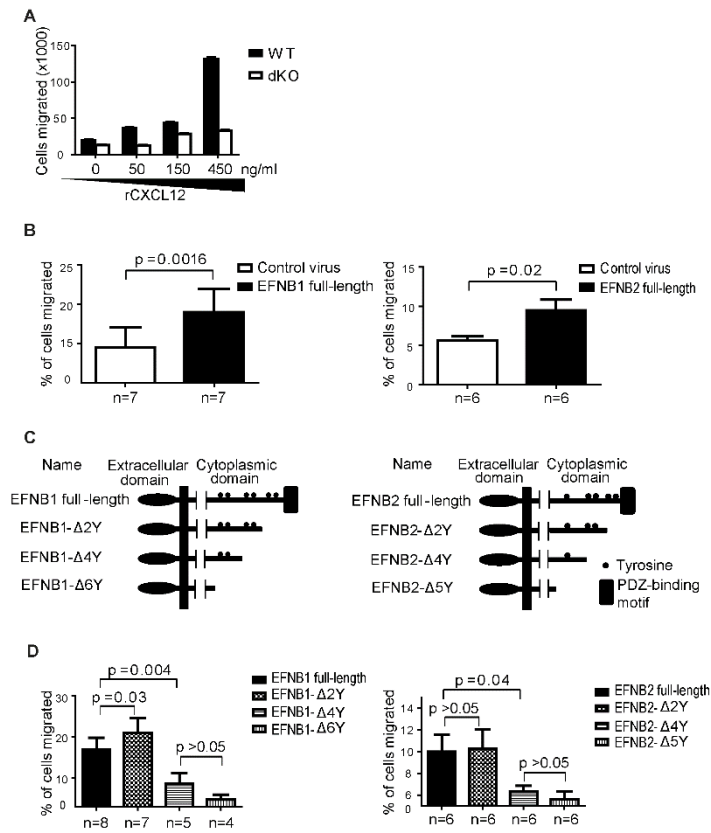 A
Cells migrated (x1000)
150
100
50
0
WT
dKO
0 50 150 450 ng/ml
rCXCL12
B
% of cells migrated
25
20
15
0
p=0.0016
Control virus
EFNB1 full-length
n=7 n=7
% of cells migrated
15
10
5
0
p=0.02
Control virus
EFNB2 full-length
n=6 n=6
C
Name Extracellular domain Cytoplasmic domain
EFNB1 full-length
EFNB1-Δ2Y
EFNB1-Δ4Y
EFNB1-Δ6Y
Name Extracellular domain Cytoplasmic domain
EFNB2 full-length
EFNB2-Δ2Y
EFNB2-Δ4Y
EFNB2-Δ5Y
Tyrosine
PDZ-binding motif
D
% of cells migrated
30
20
10
0
p=0.004
p=0.03
p>0.05
EFNB1 full-length
EFNB1-Δ2Y
EFNB1-Δ4Y
EFNB1-Δ6Y
n=8 n=7 n=5 n=4
% of cells migrated
14
12
10
8
6
0
p=0.04
p>0.05
p>0.05
EFNB2 full-length
EFNB2-Δ2Y
EFNB2-Δ4Y
EFNB2-Δ5Y
n=6 n=6 n=6 n=6